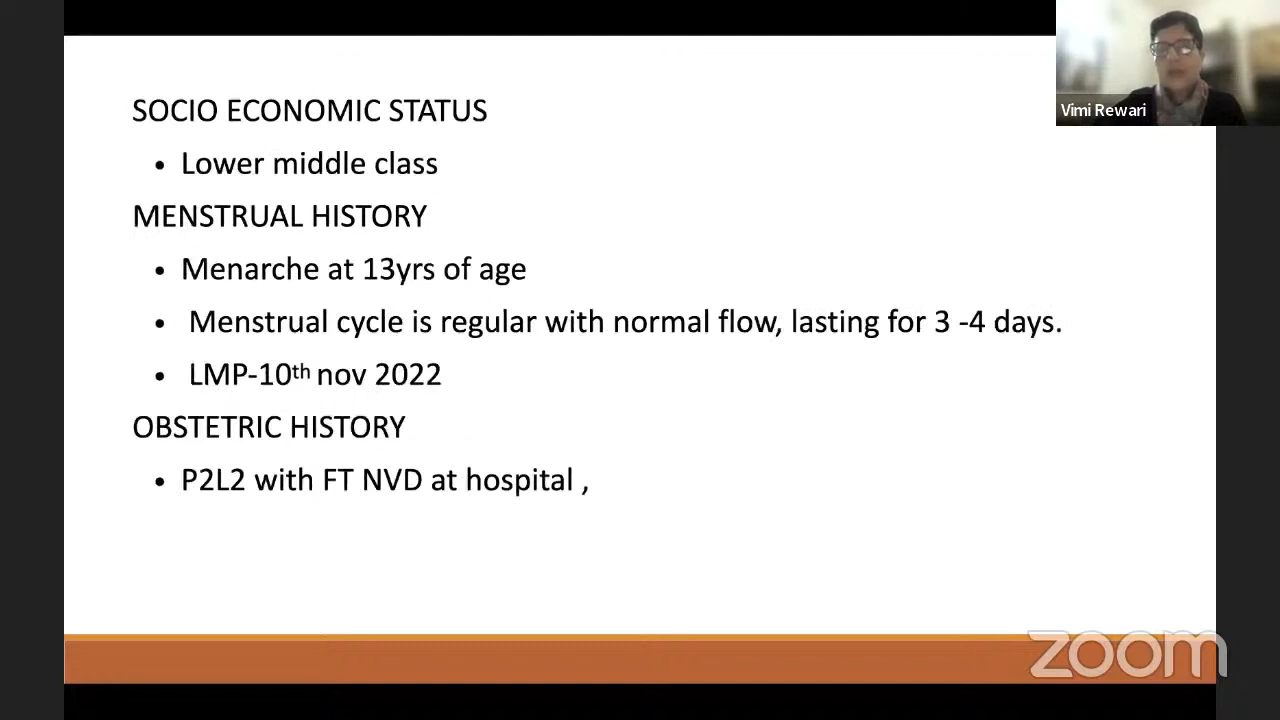 Vimi Rewari
SOCIO ECONOMIC STATUS
• Lower middle class
MENSTRUAL HISTORY
• Menarche at 13yrs of age
• Menstrual cycle is regular with normal flow, lasting for 3 -4 days.
• LMP-10th nov 2022
OBSTETRIC HISTORY
• P2L2 with FT NVD at hospital ,
zoom